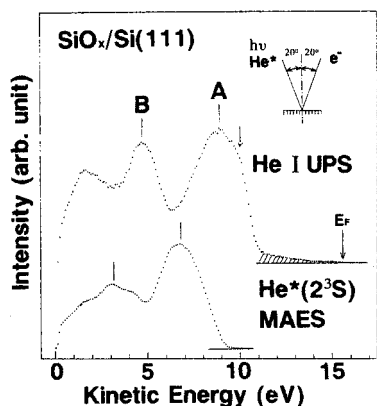 SiOx/Si(111)
hυ
He*
20° 20°
e-
B
A
He I UPS
EF
He*(2³S)
MAES
Intensity (arb. unit)
0 5 10 15
Kinetic Energy (eV)